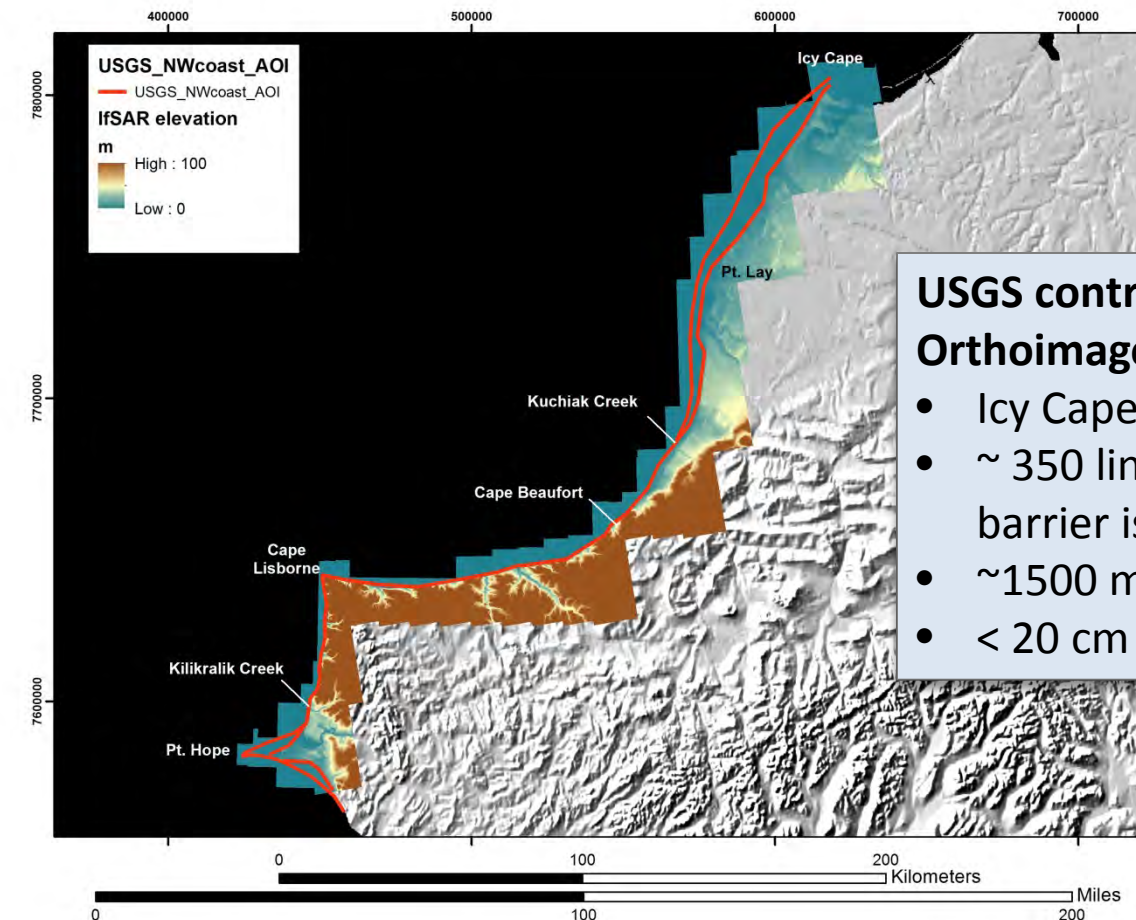 400000 500000 600000 700000
7800000
7700000
7600000
USGS_NWcoast_AOI
USGS_NWcoast_AOI
IfSAR elevation
m
High : 100
Low : 0
Icy Cape
Pt. Lay
Kuchiak Creek
Cape Beaufort
Cape
Lisborne
Kilikralik Creek
Pt. Hope
USGS contr
Orthoimage
• Icy Cape
• ~ 350 lin
barrier is
• ~1500 m
• < 20 cm
0 100 200
Kilometers
Miles
0 100 200